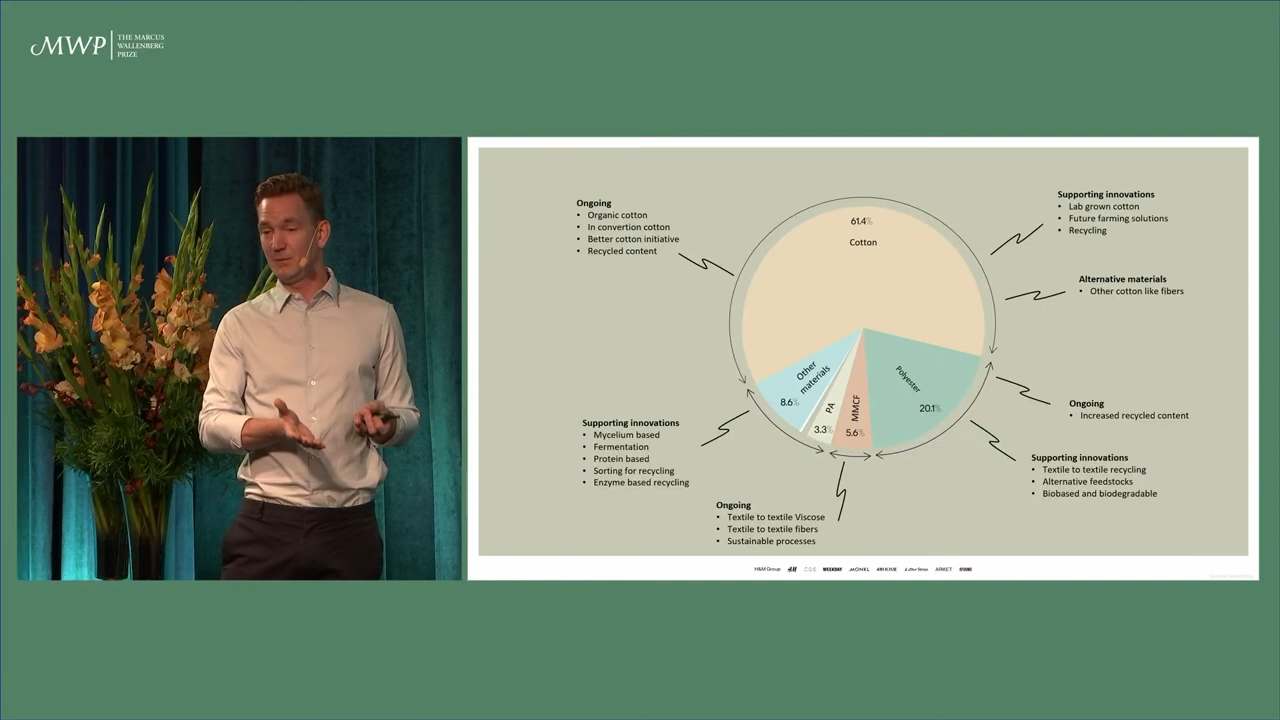 MWP
THE MARCUS
WALLENBERG
PRIZE
Ongoing
• Organic cotton
• In convertion cotton
• Better cotton initiative
• Recycled content
61.4%
Cotton
Supporting innovations
• Lab grown cotton
• Future farming solutions
• Recycling
Alternative materials
• Other cotton like fibers
Other
materials
8.6%
PA
3.3%
MMCF
5.6%
Polyester
20.1%
Ongoing
• Increased recycled content
Supporting innovations
• Mycelium based
• Fermentation
• Protein based
• Sorting for recycling
• Enzyme based recycling
Supporting innovations
• Textile to textile recycling
• Alternative feedstocks
• Biobased and biodegradable
Ongoing
• Textile to textile Viscose
• Textile to textile fibers
• Sustainable processes
H&M Group H&M COS WEEKDAY MONKI & Other Stories ARKET AFOUND